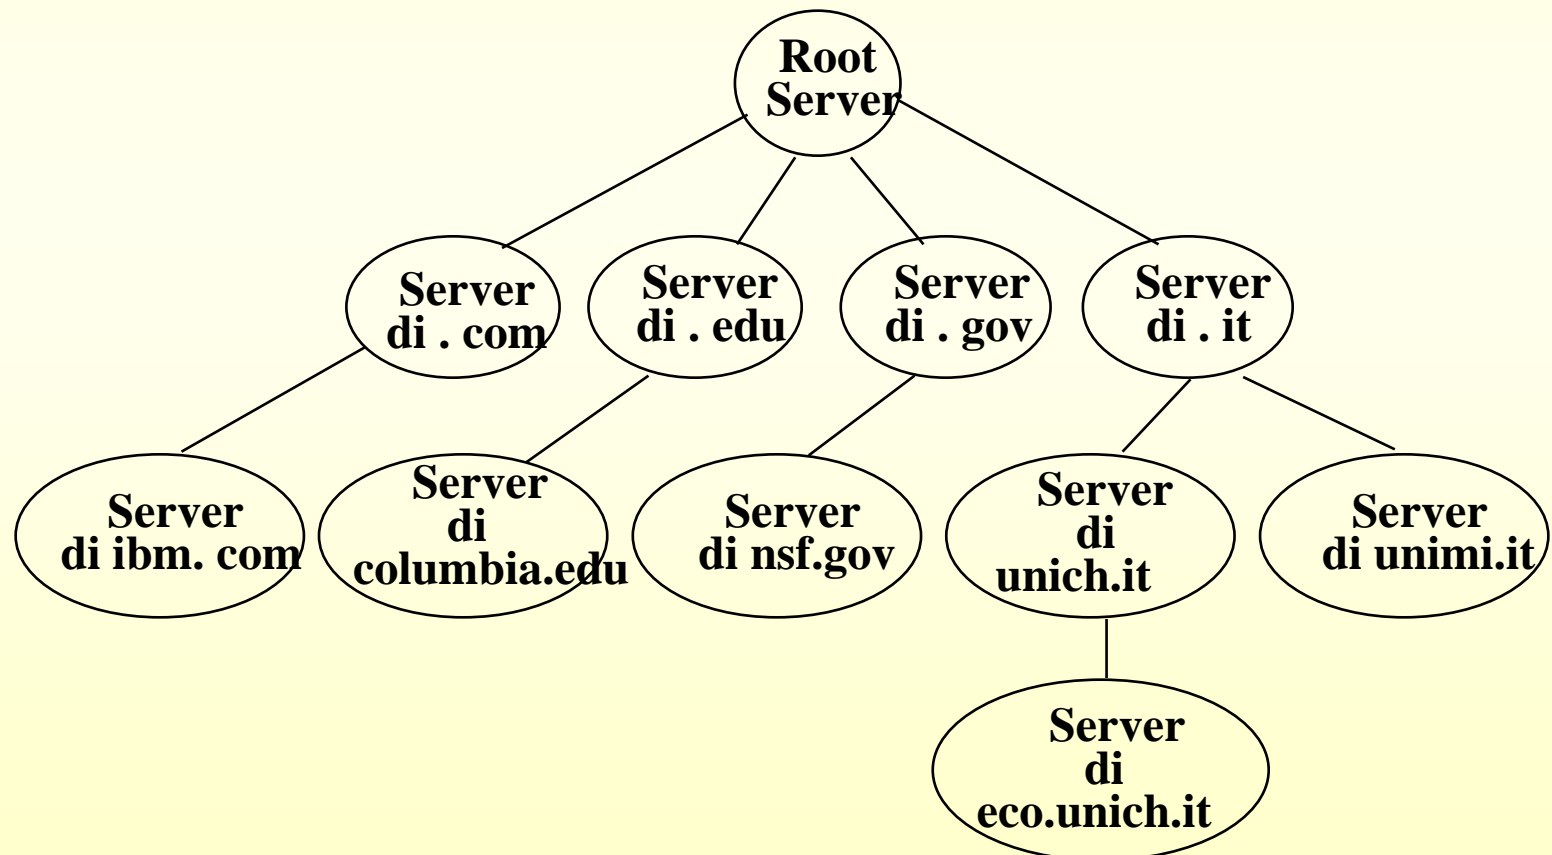 Root
Server
Server
di . com
Server
di . edu
Server
di . gov
Server
di . it
Server
di ibm. com
Server
di
columbia.edu
Server
di nsf.gov
Server
di
unich.it
Server
di unimi.it
Server
di
eco.unich.it